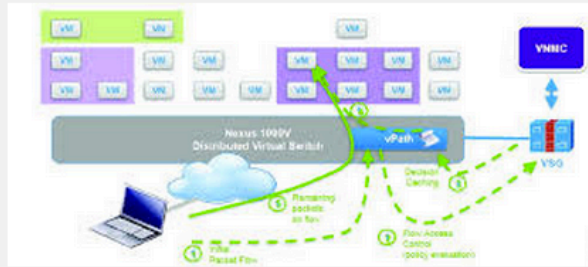 VM VM VM
VM VM VM VM VM VM VM
VM VM VM VM VM VM VM VM VM
VNMC
Nexus 1000V
Distributed Virtual Switch
vPath
VSG
Decision
Caching
Remaining
packets
Initial
Packet Flow
Flow Access
Control
(policy evaluation)